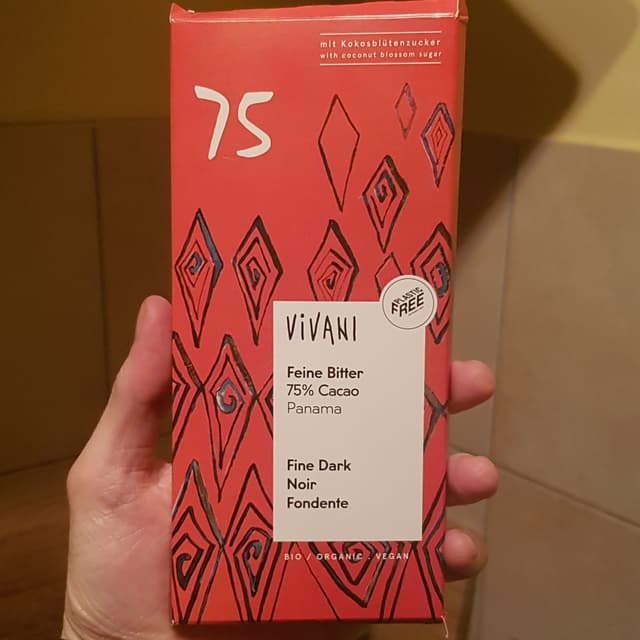 mit Kokosblütenzucker
with coconut blossom sugar
75
PLASTIC
FREE
ViVANI
Feine Bitter
75% Cacao
Panama
Fine Dark
Noir
Fondente
BIO / ORGANIC . VEGAN